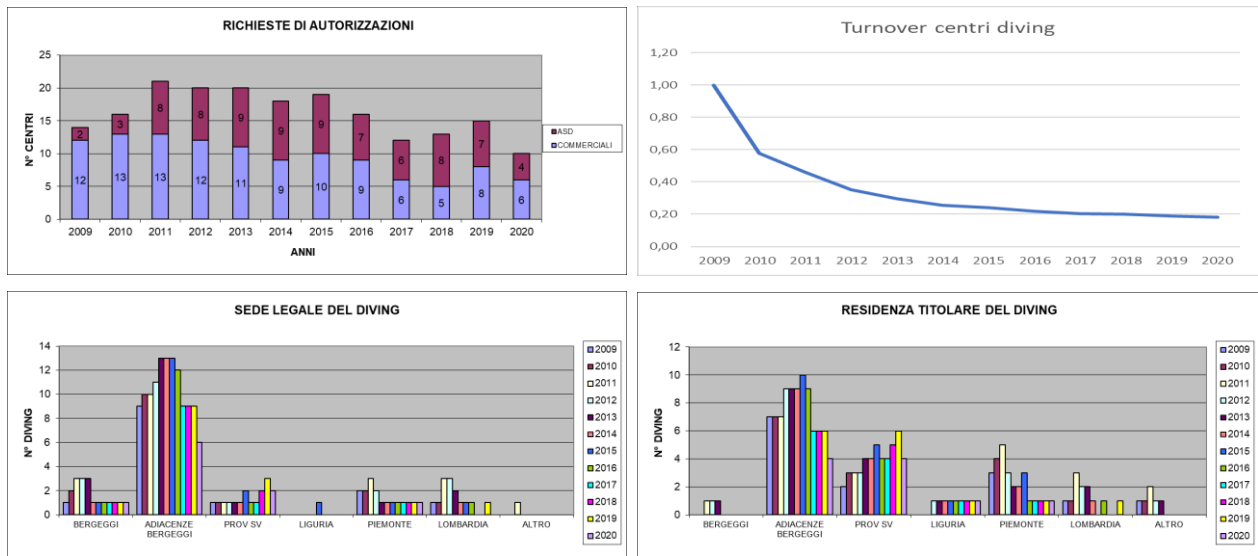 RICHIESTE DI AUTORIZZAZIONI
25
20
15
10
5
0
N° CENTRI
2 3 8 8 9 9 9 7 6 8 7 4
12 13 13 12 11 9 10 9 6 5 8 6
2009 2010 2011 2012 2013 2014 2015 2016 2017 2018 2019 2020
ANNI
ASD
COMMERCIALI
Turnover centri diving
1,20
1,00
0,80
0,60
0,40
0,20
0,00
2009 2010 2011 2012 2013 2014 2015 2016 2017 2018 2019 2020
SEDE LEGALE DEL DIVING
14
12
10
8
6
4
2
0
N° DIVING
BERGEGGI
ADIACENZE
BERGEGGI
PROV SV
LIGURIA
PIEMONTE
LOMBARDIA
ALTRO
2009
2010
2011
2012
2013
2014
2015
2016
2017
2018
2019
2020
RESIDENZA TITOLARE DEL DIVING
12
10
8
6
4
2
0
N° DIVING
BERGEGGI
ADIACENZE
BERGEGGI
PROV SV
LIGURIA
PIEMONTE
LOMBARDIA
ALTRO
2009
2010
2011
2012
2013
2014
2015
2016
2017
2018
2019
2020